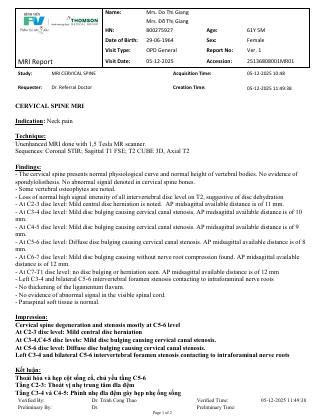 BỆNH VIỆN
FV
THOMSON
MEDICAL GROUP
MRI Report
Name: Mrs. Do Thi Giang
Mrs. Đỗ Thị Giang
HN: 800275927 Age: 61Y 5M
Date of Birth: 29-06-1964 Sex: Female
Visit Type: OPD General Report No: Ver. 1
Visit Date: 05-12-2025 Accession: 25136808001MR01
Study: MRI CERVICAL SPINE Acquisition Time: 05-12-2025 10:48
Requester: Dr. Referral Doctor Creation Time: 05-12-2025 11:49:38
CERVICAL SPINE MRI
Indication: Neck pain
Technique:
Unenhanced MRI done with 1,5 Tesla MR scanner.
Sequences: Coronal STIR; Sagittal T1 FSE; T2 CUBE 3D, Axial T2
Findings:
- The cervical spine presents normal physiological curve and normal height of vertebral bodies. No evidence of
spondylolisthesis. No abnormal signal denoted in cervical spine bones.
- Some vertebral osteophytes are noted.
- Loss of normal high signal intensity of all intervertebral disc level on T2, suggestive of disc dehydration
- At C2-3 disc level: Mild central disc herniation is noted. AP midsagittal available distance is of 11 mm.
- At C3-4 disc level: Mild disc bulging causing cervical canal stenosis. AP midsagittal available distance is of 10
mm.
- At C4-5 disc level: Mild disc bulging causing cervical canal stenosis. AP midsagittal available distance is of 9
mm.
- At C5-6 disc level: Diffuse disc bulging causing cervical canal stenosis. AP midsagittal available distance is of 8
mm.
- At C6-7 disc level: Mild disc bulging causing without nerve root compression found. AP midsagittal available
distance is of 12 mm.
- At C7-T1 disc level: no disc bulging or herniation seen. AP midsagittal available distance is of 12 mm
- Left C3-4 and bilateral C5-6 intervertebral foramen stenosis contacting to intraforaminal nerve roots
- No thickening of the ligamentum flavum.
- No evidence of abnormal signal in the visible spinal cord.
- Paraspinal soft tissue is normal.
Impression:
Cervical spine degeneration and stenosis mostly at C5-6 level
At C2-3 disc level: Mild central disc herniation
At C3-4,C4-5 disc levels: Mild disc bulging causing cervical canal stenosis.
At C5-6 disc level: Diffuse disc bulging causing cervical canal stenosis.
Left C3-4 and bilateral C5-6 intervertebral foramen stenosis contacting to intraforaminal nerve roots
Kết luận:
Thoái hóa và hẹp cột sống cổ, chủ yếu tầng C5-6
Tầng C2-3: Thoát vị nhẹ trung tâm đĩa đệm
Tầng C3-4 và C4-5: Phình nhẹ đĩa đệm gây hẹp nhẹ ống sống
Verified By: Dr. Trinh Cong Thao Verified Time: 05-12-2025 11:49:38
Preliminary By: Dr. Preliminary Time:
Page 1 of 2